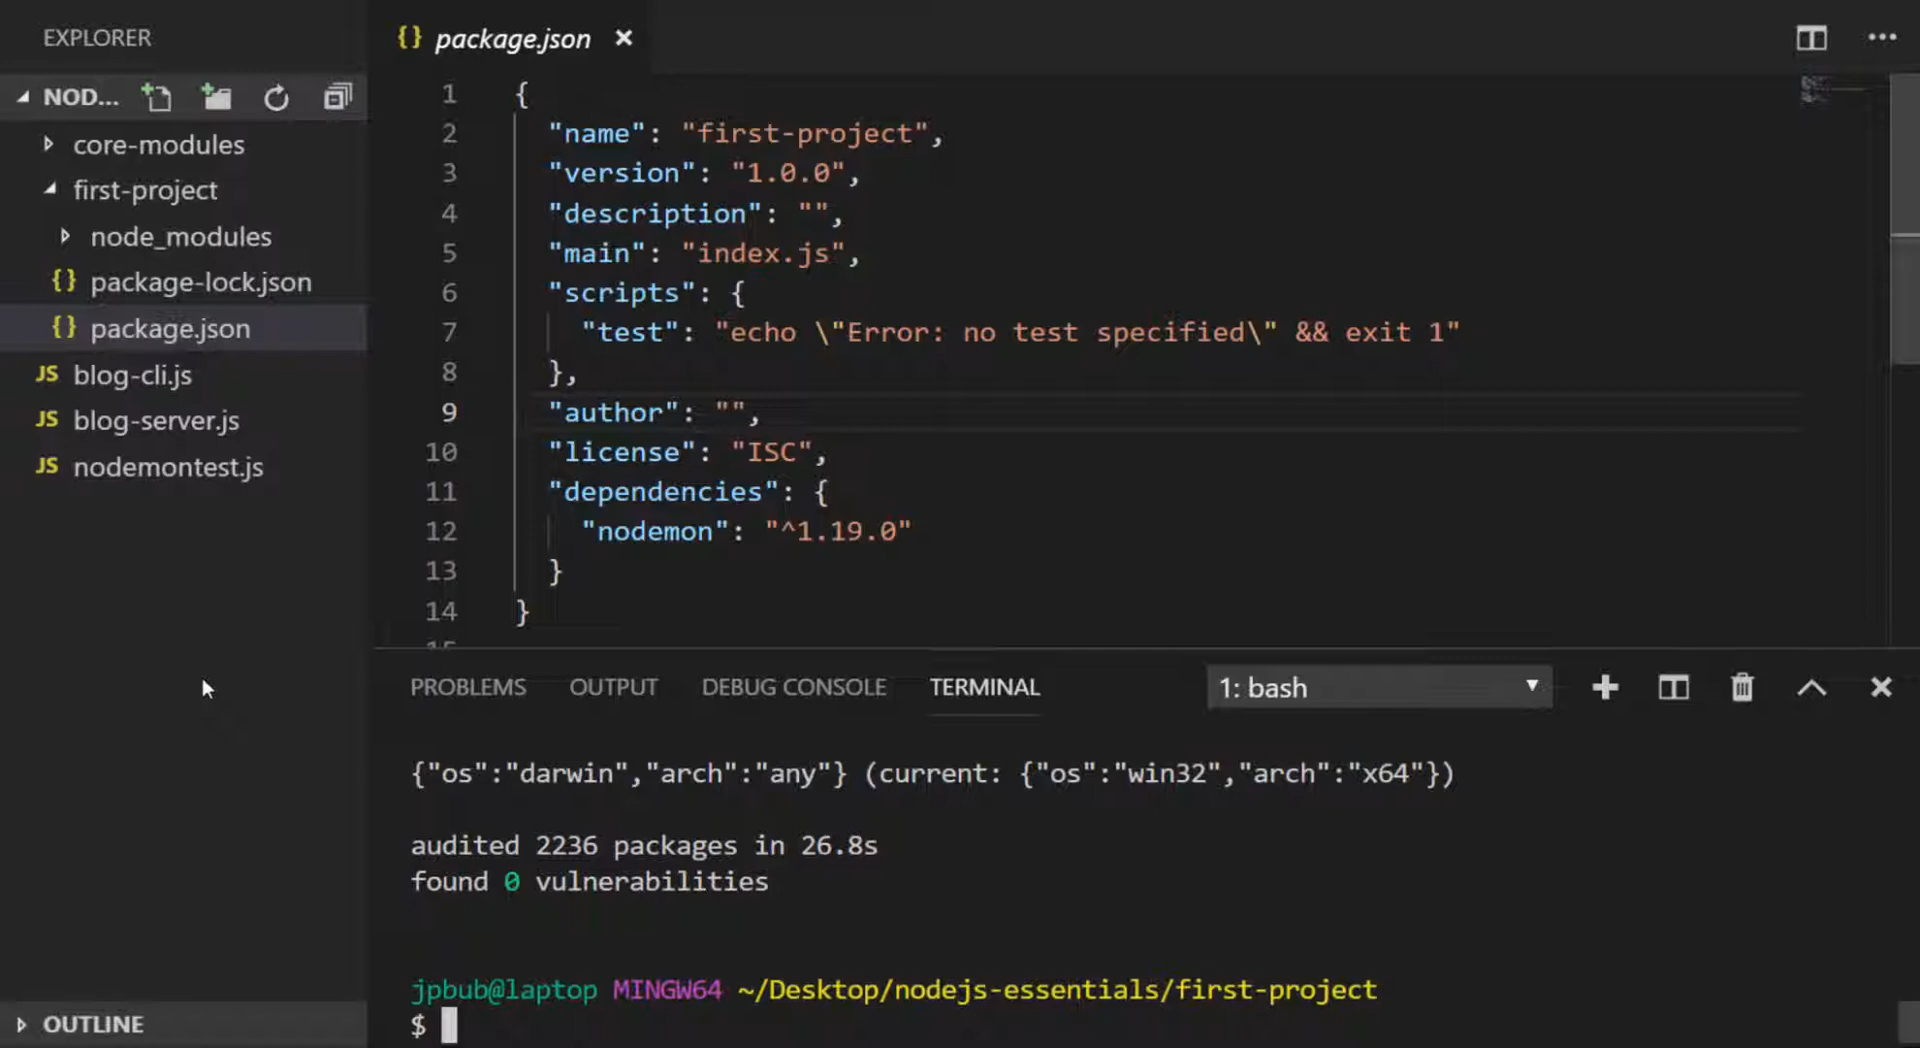 EXPLORER
NOD...
core-modules
first-project
node_modules
{} package-lock.json
{} package.json
JS blog-cli.js
JS blog-server.js
JS nodemontest.js
OUTLINE
{} package.json ×
1 {
2 "name": "first-project",
3 "version": "1.0.0",
4 "description": "",
5 "main": "index.js",
6 "scripts": {
7 "test": "echo \"Error: no test specified\" && exit 1"
8 },
9 "author": "",
10 "license": "ISC",
11 "dependencies": {
12 "nodemon": "^1.19.0"
13 }
14 }
PROBLEMS OUTPUT DEBUG CONSOLE TERMINAL 1: bash
{"os":"darwin","arch":"any"} (current: {"os":"win32","arch":"x64"})
audited 2236 packages in 26.8s
found 0 vulnerabilities
jpbub@laptop MINGW64 ~/Desktop/nodejs-essentials/first-project
$